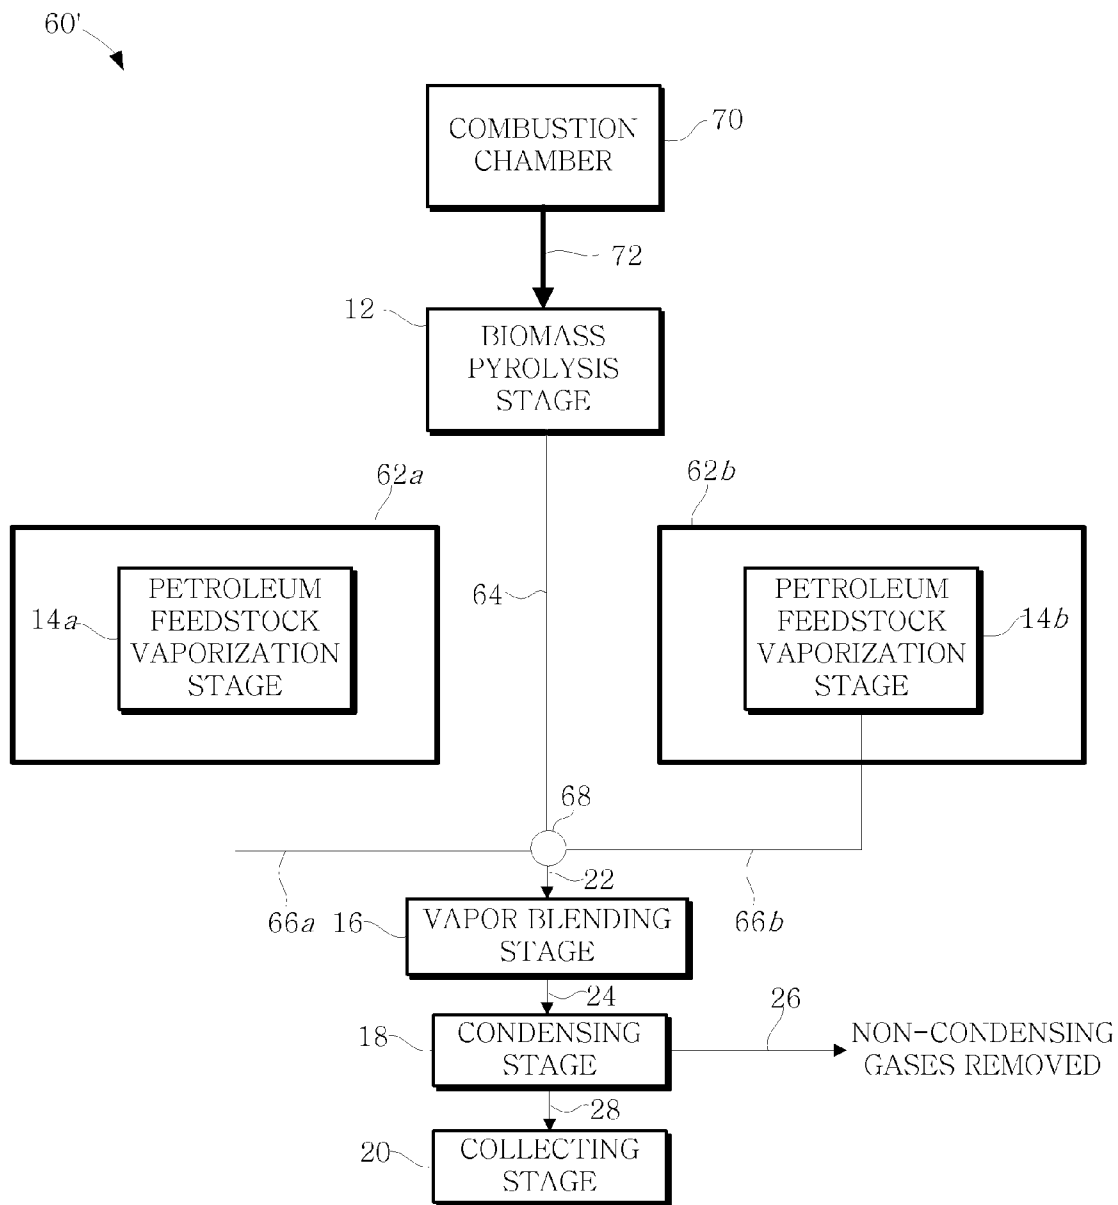 60'
COMBUSTION
CHAMBER
70
72
12
BIOMASS
PYROLYSIS
STAGE
62a
62b
PETROLEUM
FEEDSTOCK
VAPORIZATION
STAGE
14a
64
PETROLEUM
FEEDSTOCK
VAPORIZATION
STAGE
14b
68
66a
22
66b
16
VAPOR BLENDING
STAGE
24
26
18
CONDENSING
STAGE
NON-CONDENSING
GASES REMOVED
28
20
COLLECTING
STAGE